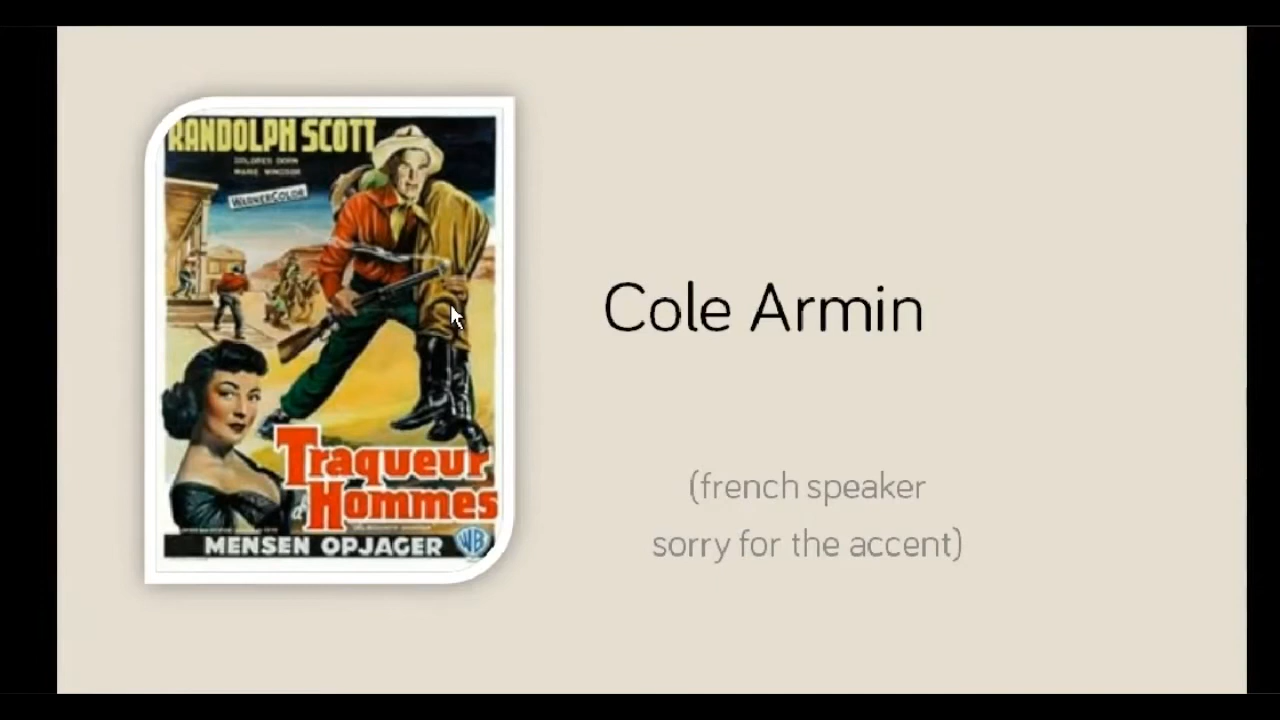 RANDOLPH SCOTT
DOLORES DORN
MARIE WINDSOR
WARNERCOLOR
Traqueur
d'Hommes
MENSEN OPJAGER
WB
Cole Armin
(french speaker
sorry for the accent)